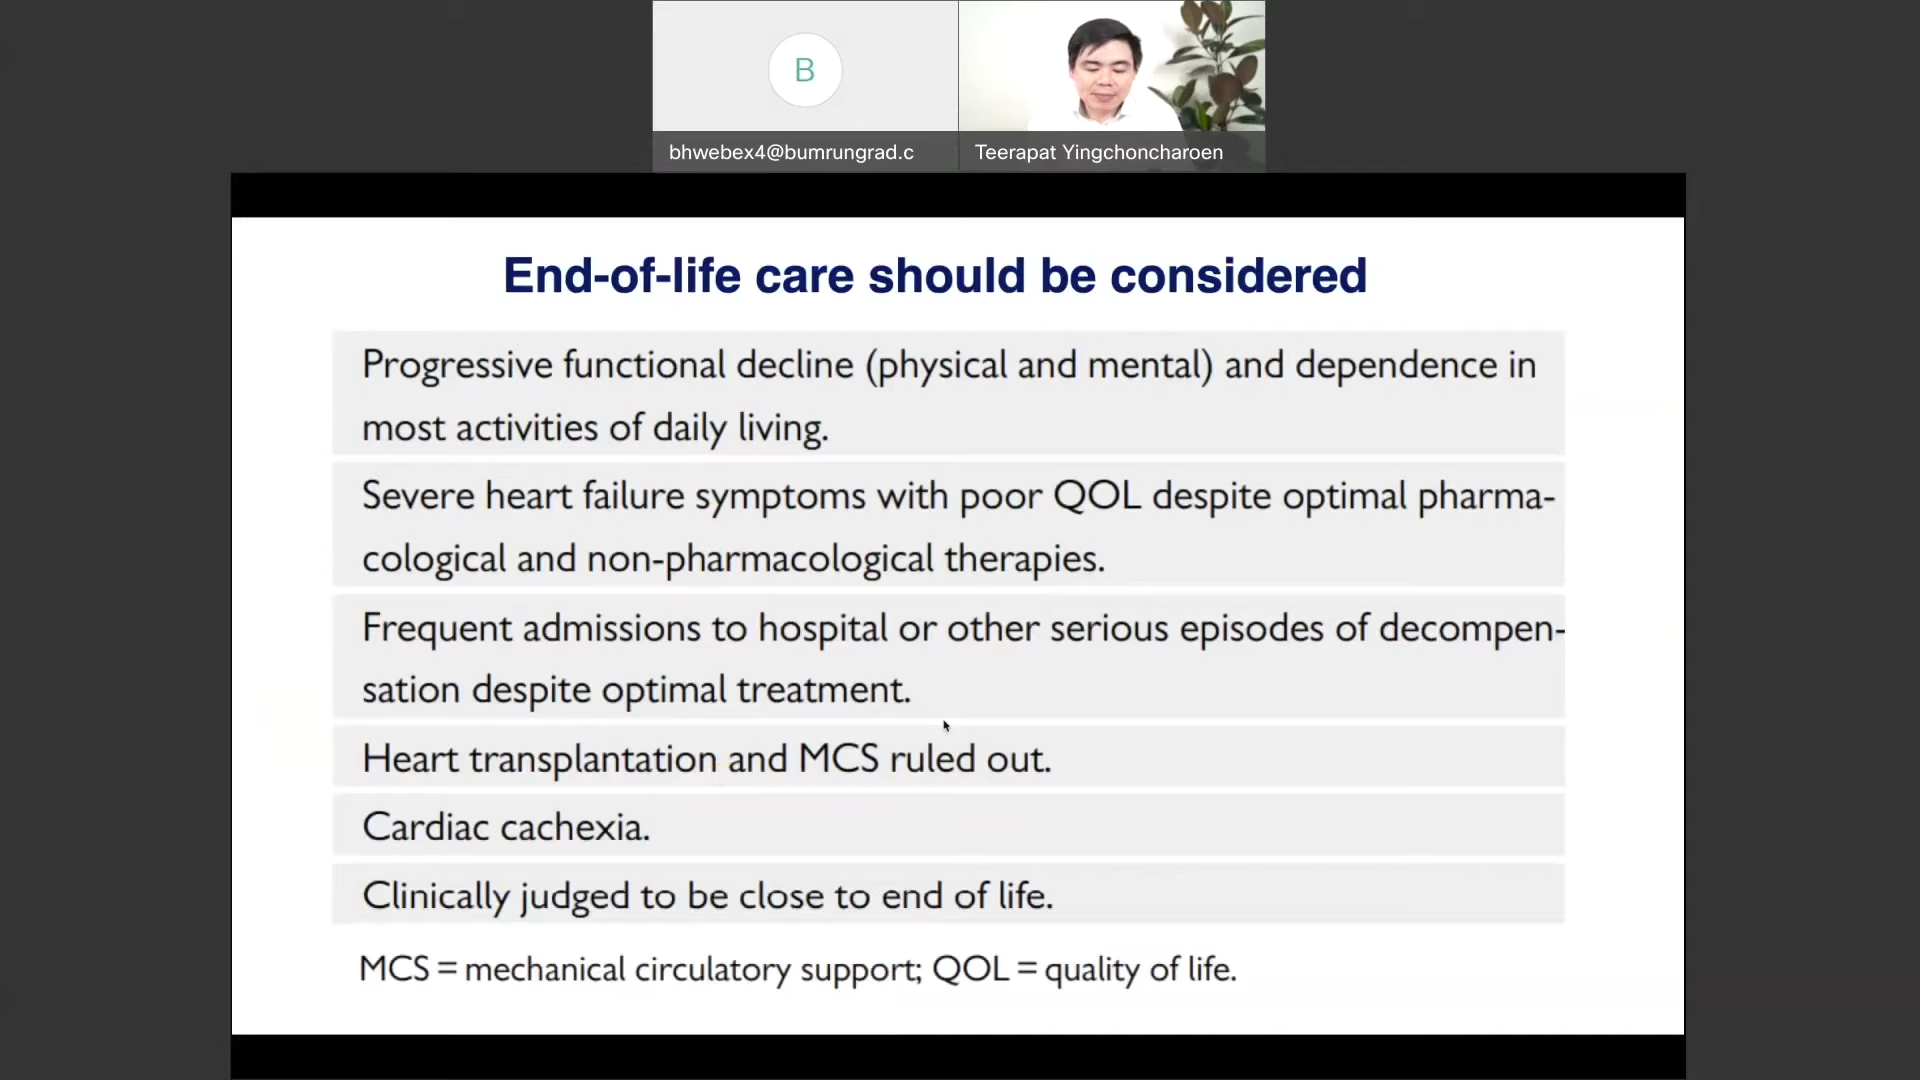 B
bhwebex4@bumrungrad.c
Teerapat Yingchoncharoen
End-of-life care should be considered
Progressive functional decline (physical and mental) and dependence in
most activities of daily living.
Severe heart failure symptoms with poor QOL despite optimal pharma-
cological and non-pharmacological therapies.
Frequent admissions to hospital or other serious episodes of decompen-
sation despite optimal treatment.
Heart transplantation and MCS ruled out.
Cardiac cachexia.
Clinically judged to be close to end of life.
MCS = mechanical circulatory support; QOL = quality of life.